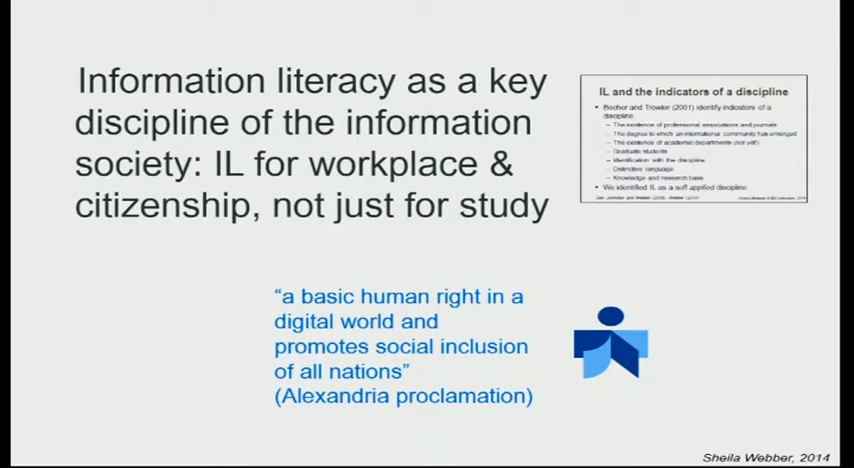 Information literacy as a key
discipline of the information
society: IL for workplace &
citizenship, not just for study
IL and the indicators of a discipline
• Becher and Trowler (2001) identify indicators of a
discipline
– The existence of professional associations and journals
– The degree to which an international community has emerged
– The existence of academic departments (not yet!)
– Graduate students
– Identification with the discipline
– Distinctive language
– Knowledge and research base
• We identified IL as a soft applied discipline
“a basic human right in a
digital world and
promotes social inclusion
of all nations”
(Alexandria proclamation)
Sheila Webber, 2014